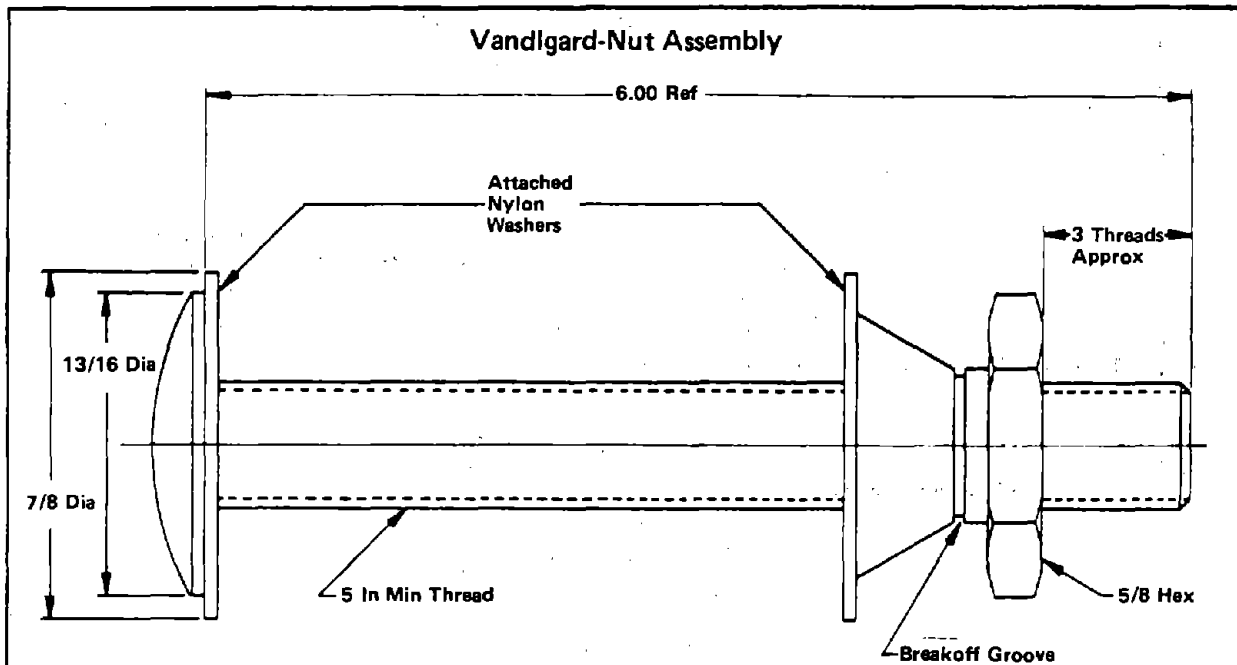 Vandlgard-Nut Assembly
6.00 Ref
Attached
Nylon
Washers
3 Threads
Approx
13/16 Dia
7/8 Dia
5 In Min Thread
5/8 Hex
Breakoff Groove